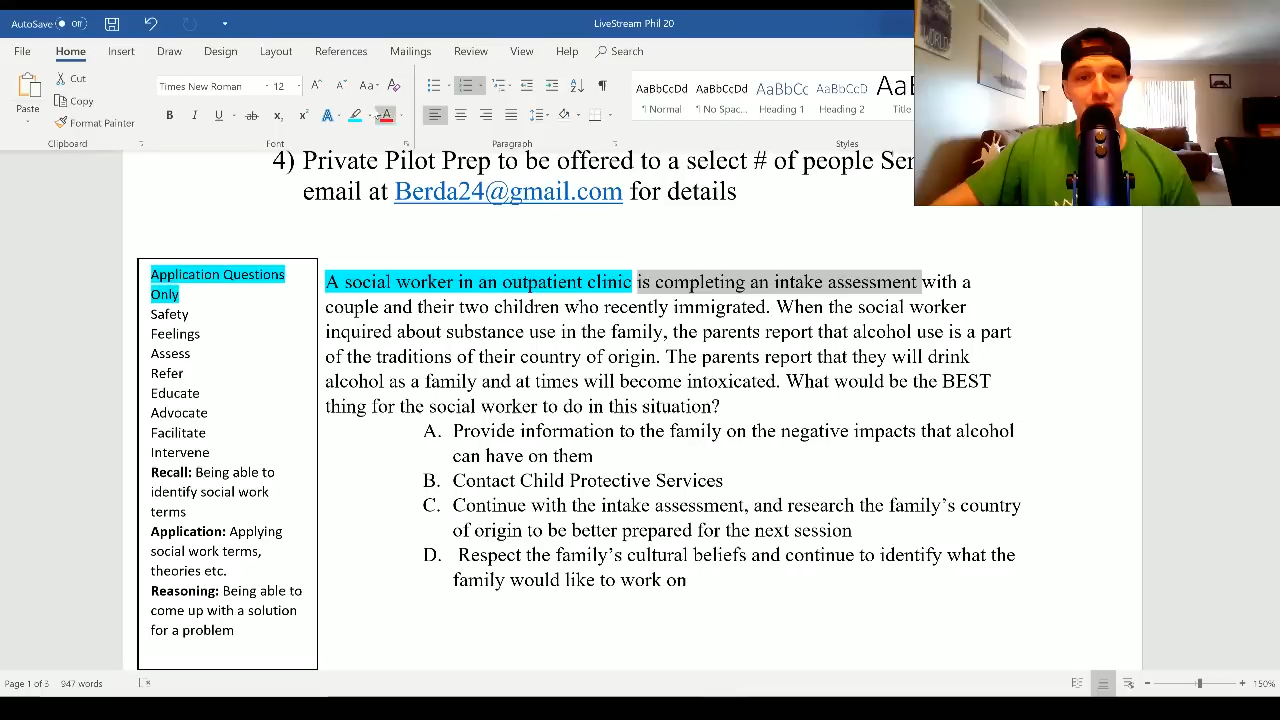 AutoSave Off LiveStream Phil 20
File Home Insert Draw Design Layout References Mailings Review View Help Search
Paste Cut Copy Format Painter
Times New Roman 12
AaBbCcDd AaBbCcDd AaBbCc AaBbCcD
Normal No Spac... Heading 1 Heading 2 Title
Clipboard Font Paragraph Styles
WORLD
4) Private Pilot Prep to be offered to a select # of people
email at Berda24@gmail.com for details
Application Questions
Only
Safety
Feelings
Assess
Refer
Educate
Advocate
Facilitate
Intervene
Recall: Being able to
identify social work
terms
Application: Applying
social work terms,
theories etc.
Reasoning: Being able to
come up with a solution
for a problem
A social worker in an outpatient clinic is completing an intake assessment with a
couple and their two children who recently immigrated. When the social worker
inquired about substance use in the family, the parents report that alcohol use is a part
of the traditions of their country of origin. The parents report that they will drink
alcohol as a family and at times will become intoxicated. What would be the BEST
thing for the social worker to do in this situation?
A. Provide information to the family on the negative impacts that alcohol
can have on them
B. Contact Child Protective Services
C. Continue with the intake assessment, and research the family’s country
of origin to be better prepared for the next session
D. Respect the family’s cultural beliefs and continue to identify what the
family would like to work on
Page 1 of 3 947 words 150%